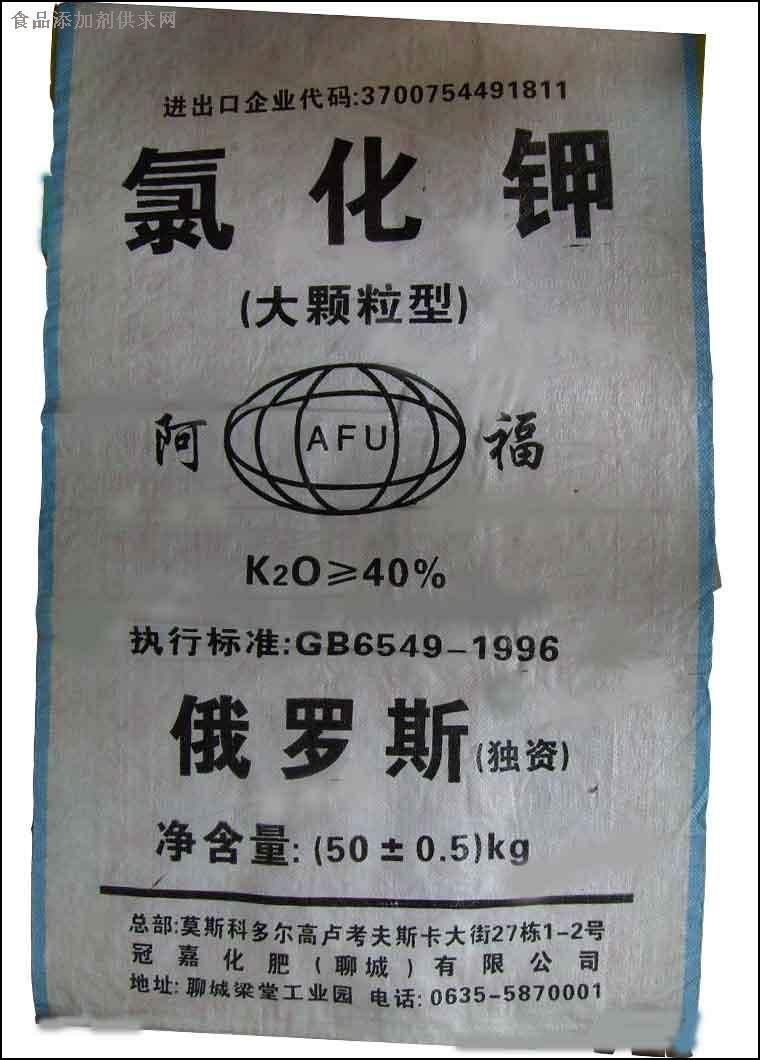 食品添加剂供求网
进出口企业代码:3700754491811
氯化钾
(大颗粒型)
阿 AFU 福
K2O≥40%
执行标准:GB6549-1996
俄罗斯(独资)
净含量:(50±0.5)kg
总部:莫斯科多尔高卢考夫斯卡大街27栋1-2号
冠嘉化肥(聊城)有限公司
地址:聊城梁堂工业园 电话:0635-5870001